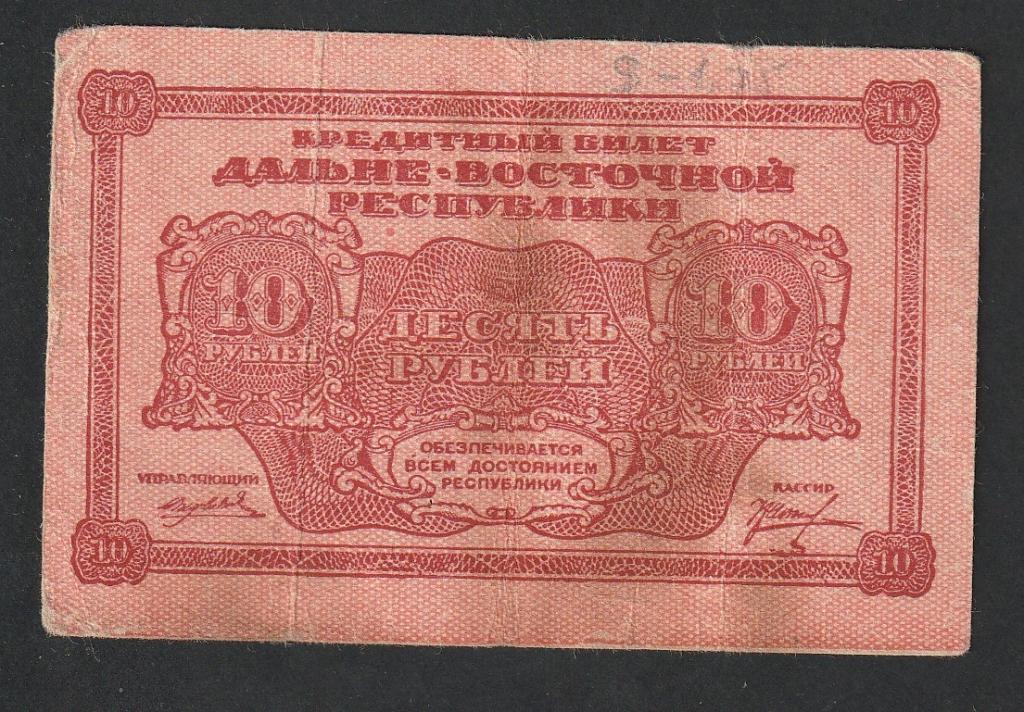 10 10
КРЕДИТНЫЙ БИЛЕТ
ДАЛЬНЕ-ВОСТОЧНОЙ
РЕСПУБЛИКИ
10 10
РУБЛЕЙ РУБЛЕЙ
ДЕСЯТЬ
РУБЛЕЙ
ОБЕЗПЕЧИВАЕТСЯ
ВСЕМ ДОСТОЯНИЕМ
РЕСПУБЛИКИ
УПРАВЛЯЮЩИЙ КАССИР
10 10